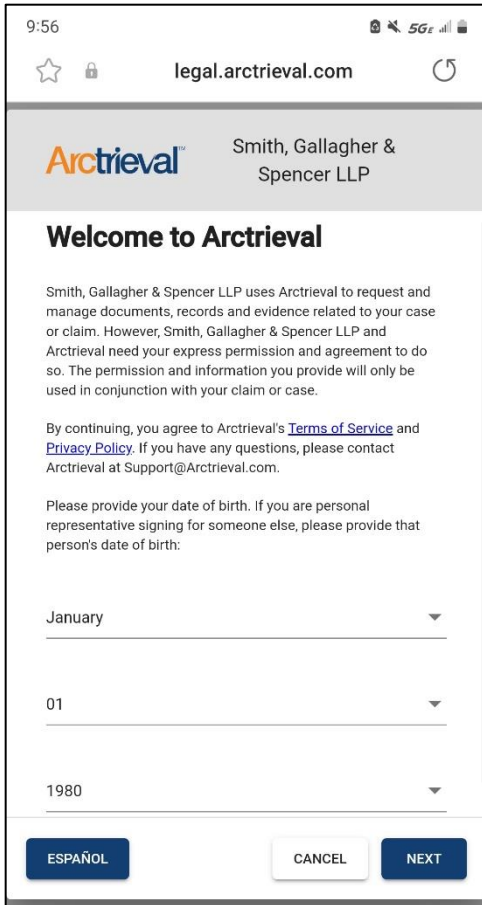 9:56
5GE
legal.arctrieval.com
Arctrieval™
Smith, Gallagher &
Spencer LLP
Welcome to Arctrieval
Smith, Gallagher & Spencer LLP uses Arctrieval to request and
manage documents, records and evidence related to your case
or claim. However, Smith, Gallagher & Spencer LLP and
Arctrieval need your express permission and agreement to do
so. The permission and information you provide will only be
used in conjunction with your claim or case.
By continuing, you agree to Arctrieval's Terms of Service and
Privacy Policy. If you have any questions, please contact
Arctrieval at Support@Arctrieval.com.
Please provide your date of birth. If you are personal
representative signing for someone else, please provide that
person's date of birth:
January
01
1980
ESPAÑOL
CANCEL
NEXT